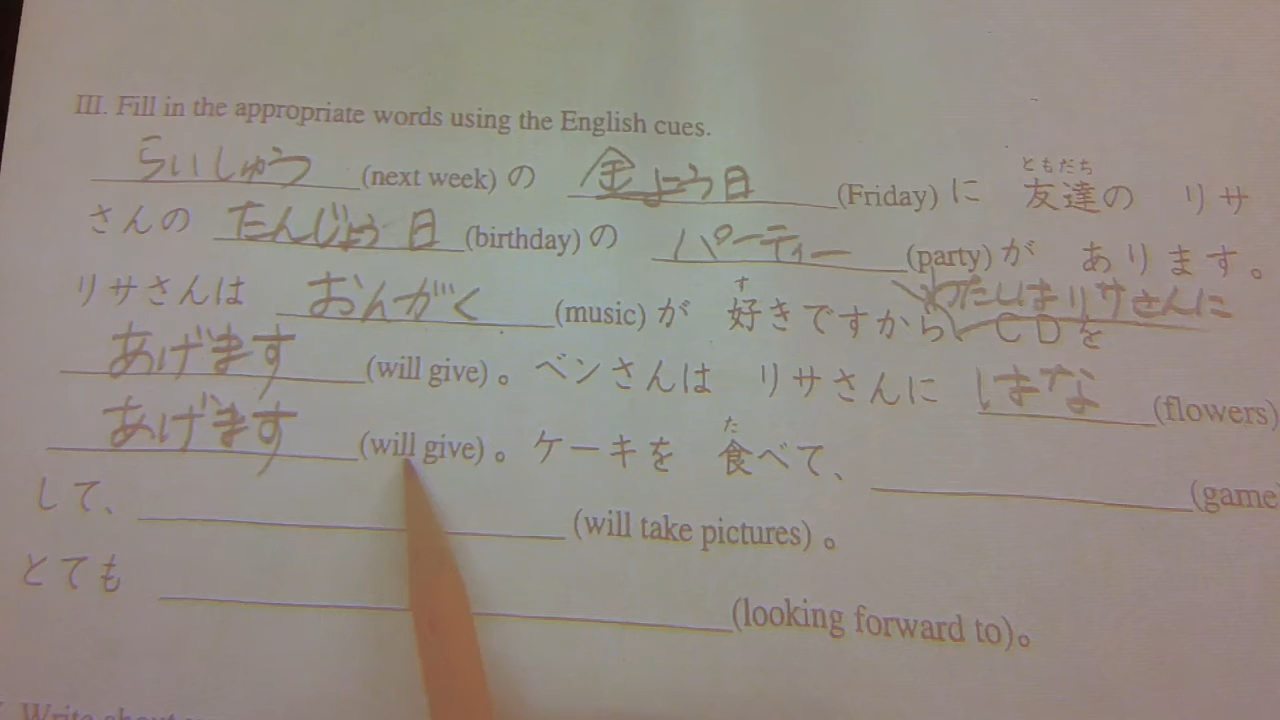 III. Fill in the appropriate words using the English cues.
らいしゅう (next week) の 金よう日 (Friday) に 友達の リサ
ともだち
さんの たんじょう日 (birthday) の パーティー (party) が あります。
リサさんは おんがく (music) が 好きですから わたしはリサさんに
す
CDを
あげます (will give) 。 ベンさんは リサさんに はな (flowers)
あげます (will give) 。 ケーキを 食べて、 (game
た
して、 (will take pictures) 。
とても (looking forward to)。